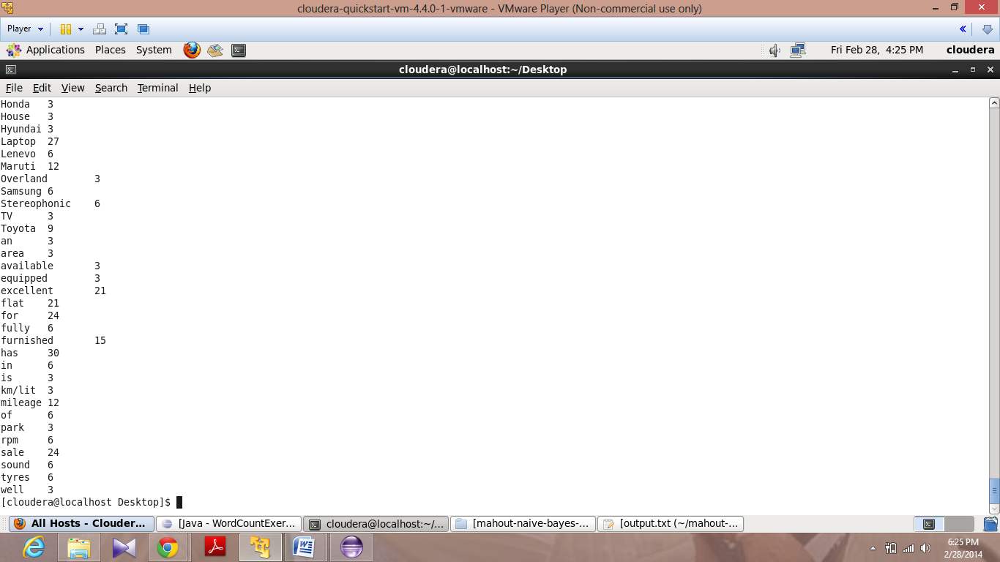 cloudera-quickstart-vm-4.4.0-1-vmware - VMware Player (Non-commercial use only)
Player
Applications Places System Fri Feb 28, 4:25 PM cloudera
cloudera@localhost:~/Desktop
File Edit View Search Terminal Help
Honda 3
House 3
Hyundai 3
Laptop 27
Lenevo 6
Maruti 12
Overland 3
Samsung 6
Stereophonic 6
TV 3
Toyota 9
an 3
area 3
available 3
equipped 3
excellent 21
flat 21
for 24
fully 6
furnished 15
has 30
in 6
is 3
km/lit 3
mileage 12
of 6
park 3
rpm 6
sale 24
sound 6
tyres 6
well 3
[cloudera@localhost Desktop]$
All Hosts - Clouder... [Java - WordCountExer... cloudera@localhost:~/... [mahout-naive-bayes-... [output.txt (~/mahout-...
6:25 PM
2/28/2014